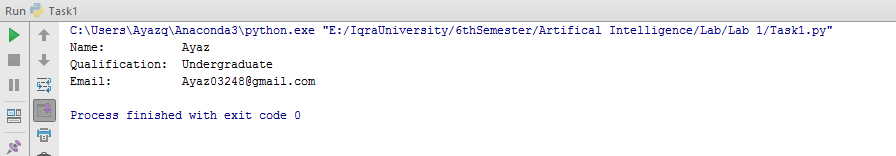 Run Task1
C:\Users\Ayazq\Anaconda3\python.exe "E:/IqraUniversity/6thSemester/Artifical Intelligence/Lab/Lab 1/Task1.py"
Name: Ayaz
Qualification: Undergraduate
Email: Ayaz03248@gmail.com
Process finished with exit code 0